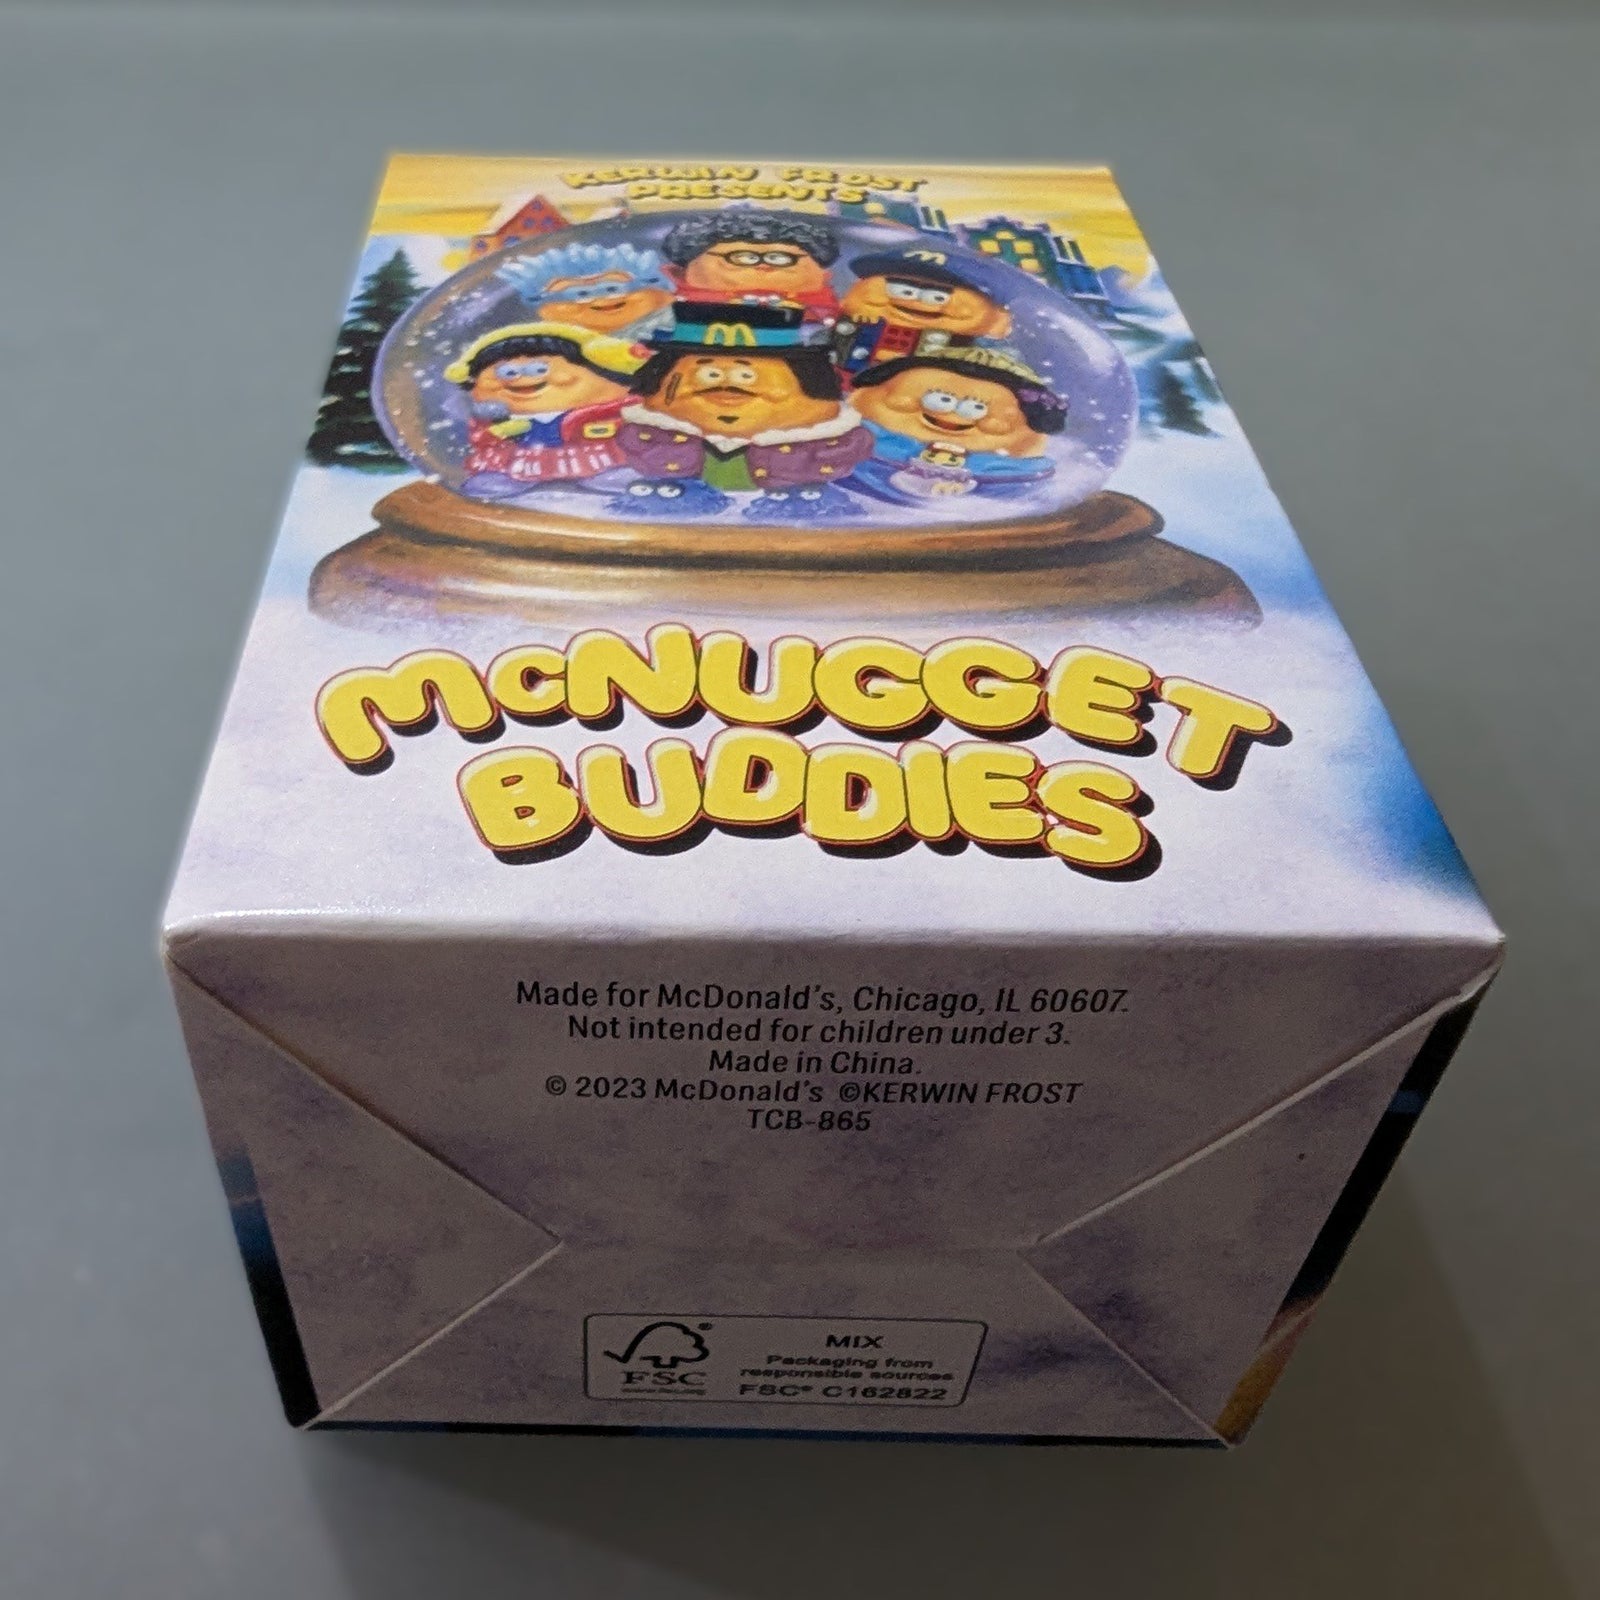 KERWIN FROST
PRESENTS
McNUGGET
BUDDIES
Made for McDonald's, Chicago, IL 60607.
Not intended for children under 3.
Made in China.
© 2023 McDonald's ©KERWIN FROST
TCB-865
FSC
MIX
Packaging from
responsible sources
FSC® C162822